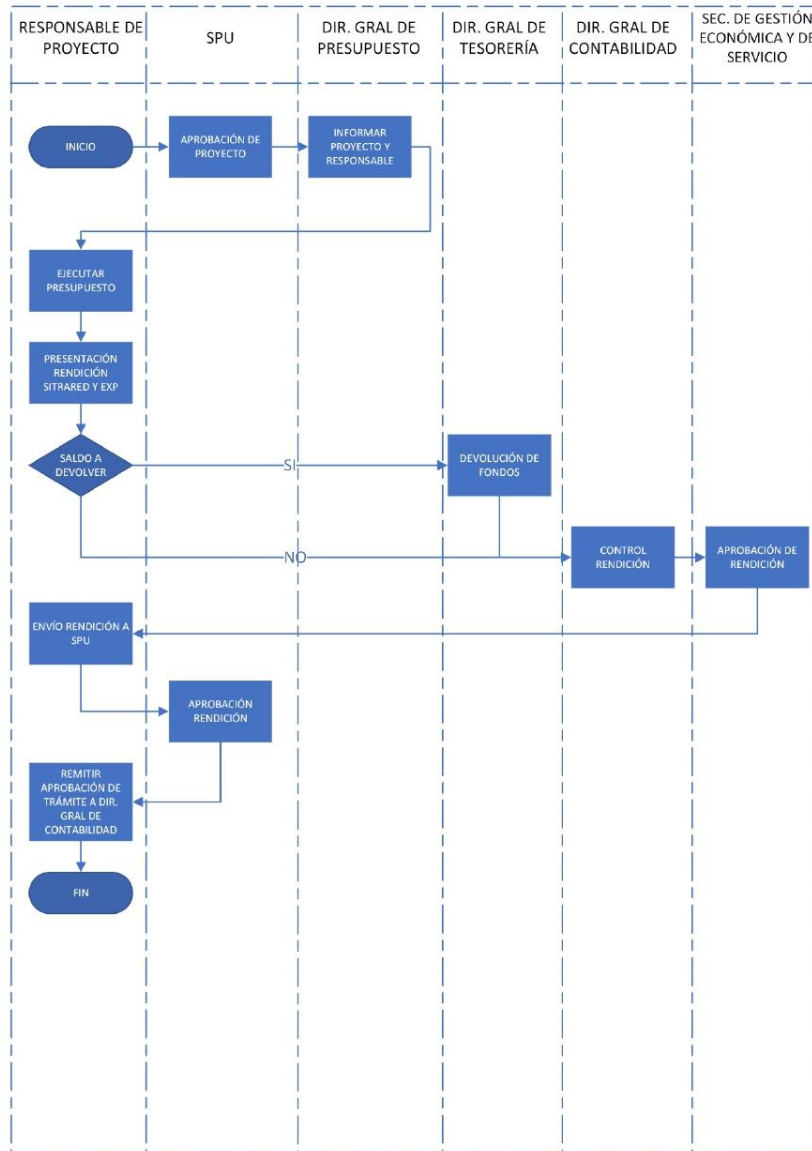 RESPONSABLE DE
PROYECTO
SPU
DIR. GRAL DE
PRESUPUESTO
DIR. GRAL DE
TESORERÍA
DIR. GRAL DE
CONTABILIDAD
SEC. DE GESTIÓN
ECONÓMICA Y DE
SERVICIO
INICIO
APROBACIÓN DE
PROYECTO
INFORMAR
PROYECTO Y
RESPONSABLE
EJECUTAR
PRESUPUESTO
PRESENTACIÓN
RENDICIÓN
SITRARED Y EXP
SALDO A
DEVOLVER
SI
DEVOLUCIÓN DE
FONDOS
NO
CONTROL
RENDICIÓN
APROBACIÓN DE
RENDICIÓN
ENVÍO RENDICIÓN A
SPU
APROBACIÓN
RENDICIÓN
REMITIR
APROBACIÓN DE
TRÁMITE A DIR.
GRAL DE
CONTABILIDAD
FIN